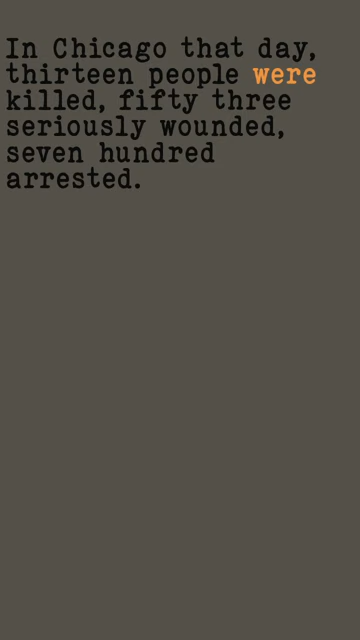 In Chicago that day,
thirteen people were
killed, fifty three
seriously wounded,
seven hundred
arrested.